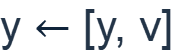 y ← [y, v]